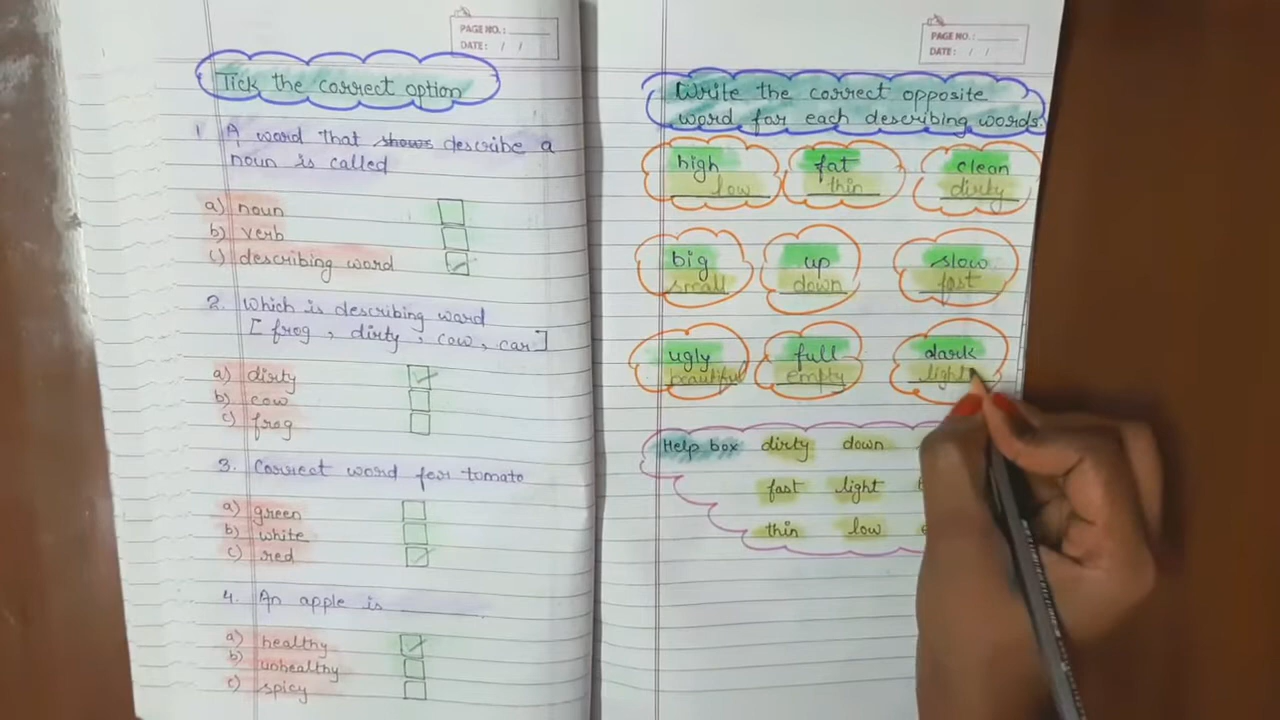 PAGE NO. :
DATE : / /
Tick the correct option
1 A word that shows describe a
noun is called
a) noun
b) verb
c) describing word
2. Which is describing word
[ frog , dirty , cow , car ]
a) dirty
b) cow
c) frog
3. Correct word for tomato
a) green
b) white
c) red
4. An apple is ________
a) healthy
b) unhealthy
c) spicy
PAGE NO. :
DATE : / /
Write the correct opposite
word for each describing words.
high fat clean
low thin dirty
big up slow
small down fast
ugly full dark
beautiful empty light
Help box dirty down
fast light
thin low